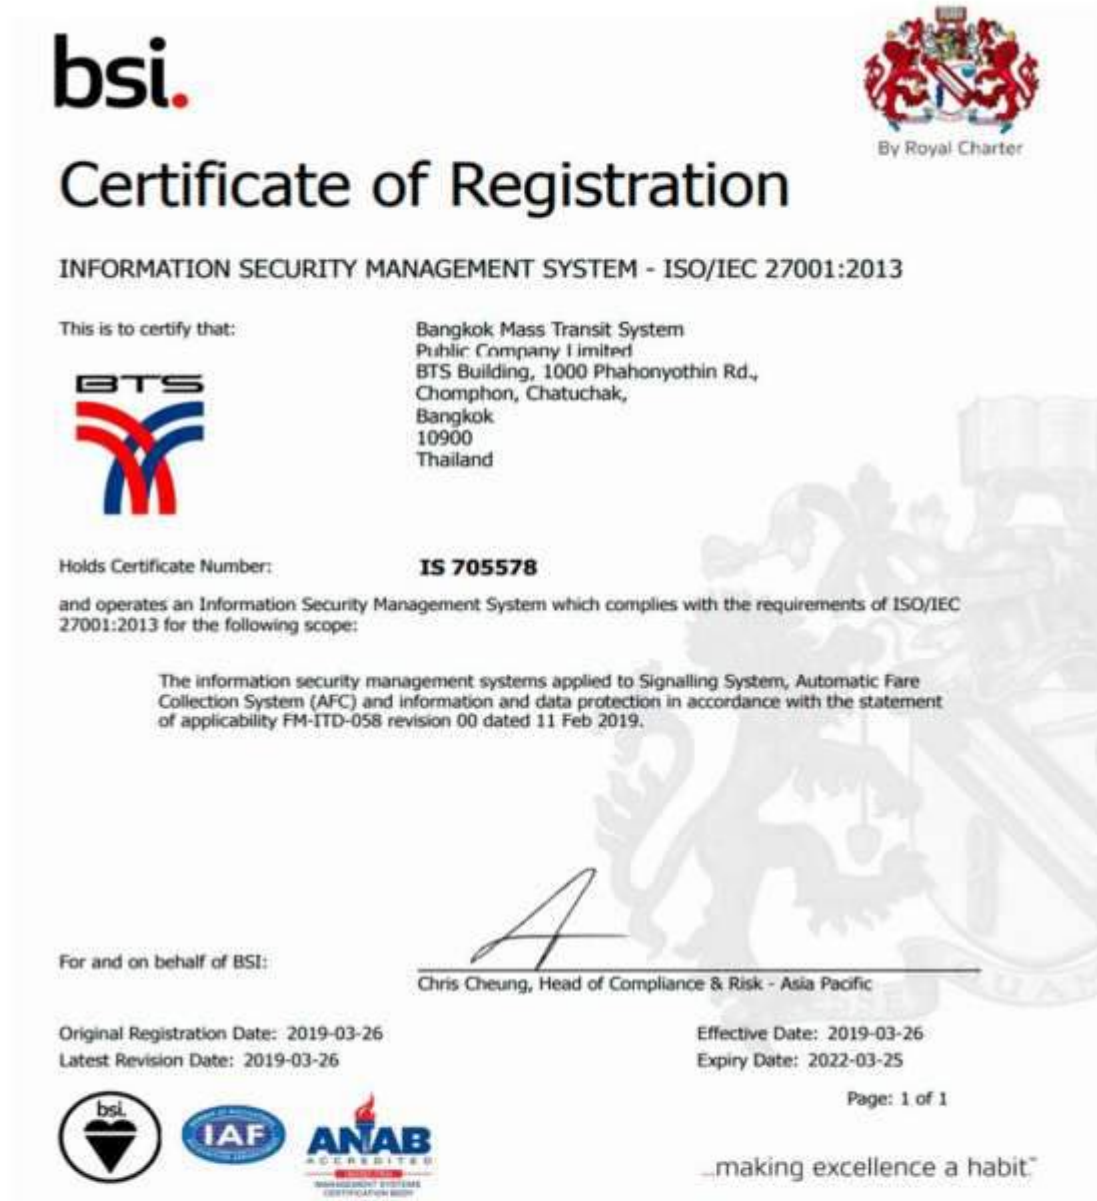 bsi.
By Royal Charter
Certificate of Registration
INFORMATION SECURITY MANAGEMENT SYSTEM - ISO/IEC 27001:2013
This is to certify that:
Bangkok Mass Transit System
Public Company Limited
BTS Building, 1000 Phahonyothin Rd.,
Chomphon, Chatuchak,
Bangkok
10900
Thailand
BTS
Holds Certificate Number:
IS 705578
and operates an Information Security Management System which complies with the requirements of ISO/IEC
27001:2013 for the following scope:
The information security management systems applied to Signalling System, Automatic Fare
Collection System (AFC) and information and data protection in accordance with the statement
of applicability FM-ITD-058 revision 00 dated 11 Feb 2019.
For and on behalf of BSI:
Chris Cheung, Head of Compliance & Risk - Asia Pacific
Original Registration Date: 2019-03-26
Effective Date: 2019-03-26
Latest Revision Date: 2019-03-26
Expiry Date: 2022-03-25
Page: 1 of 1
bsi.
IAF
ANAB
ACCREDITED
MANAGEMENT SYSTEMS
CERTIFICATION BODY
...making excellence a habit.™